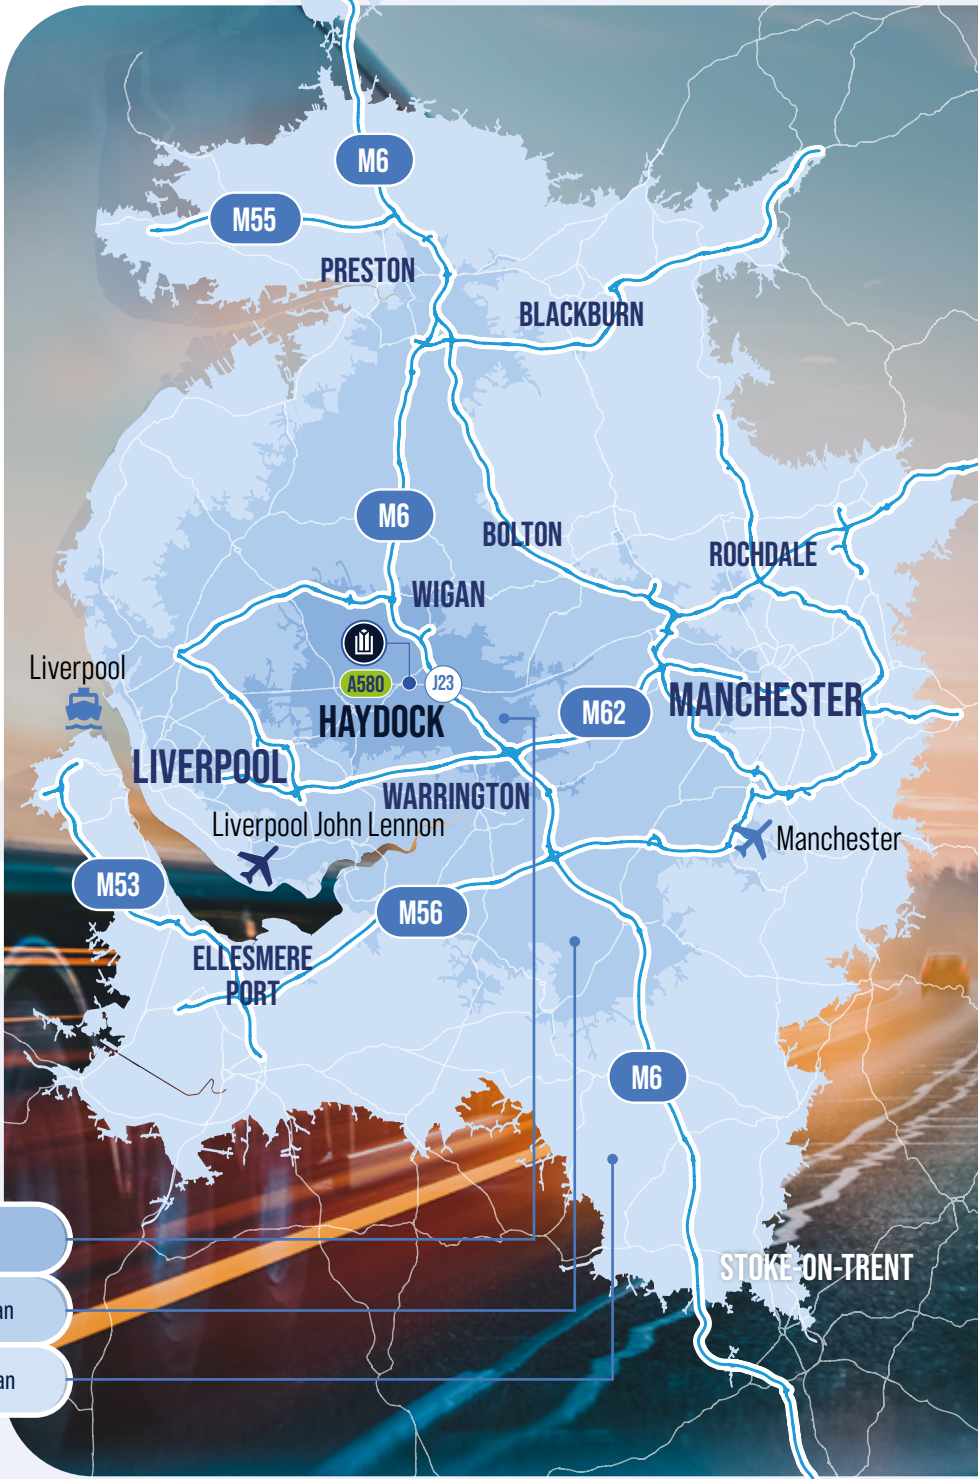 M6
M55
PRESTON
BLACKBURN
M6
BOLTON
ROCHDALE
WIGAN
Liverpool
A580
J23
MANCHESTER
M62
HAYDOCK
LIVERPOOL
WARRINGTON
Liverpool John Lennon
Manchester
M53
M56
ELLESMERE
PORT
M6
STOKE-ON-TRENT